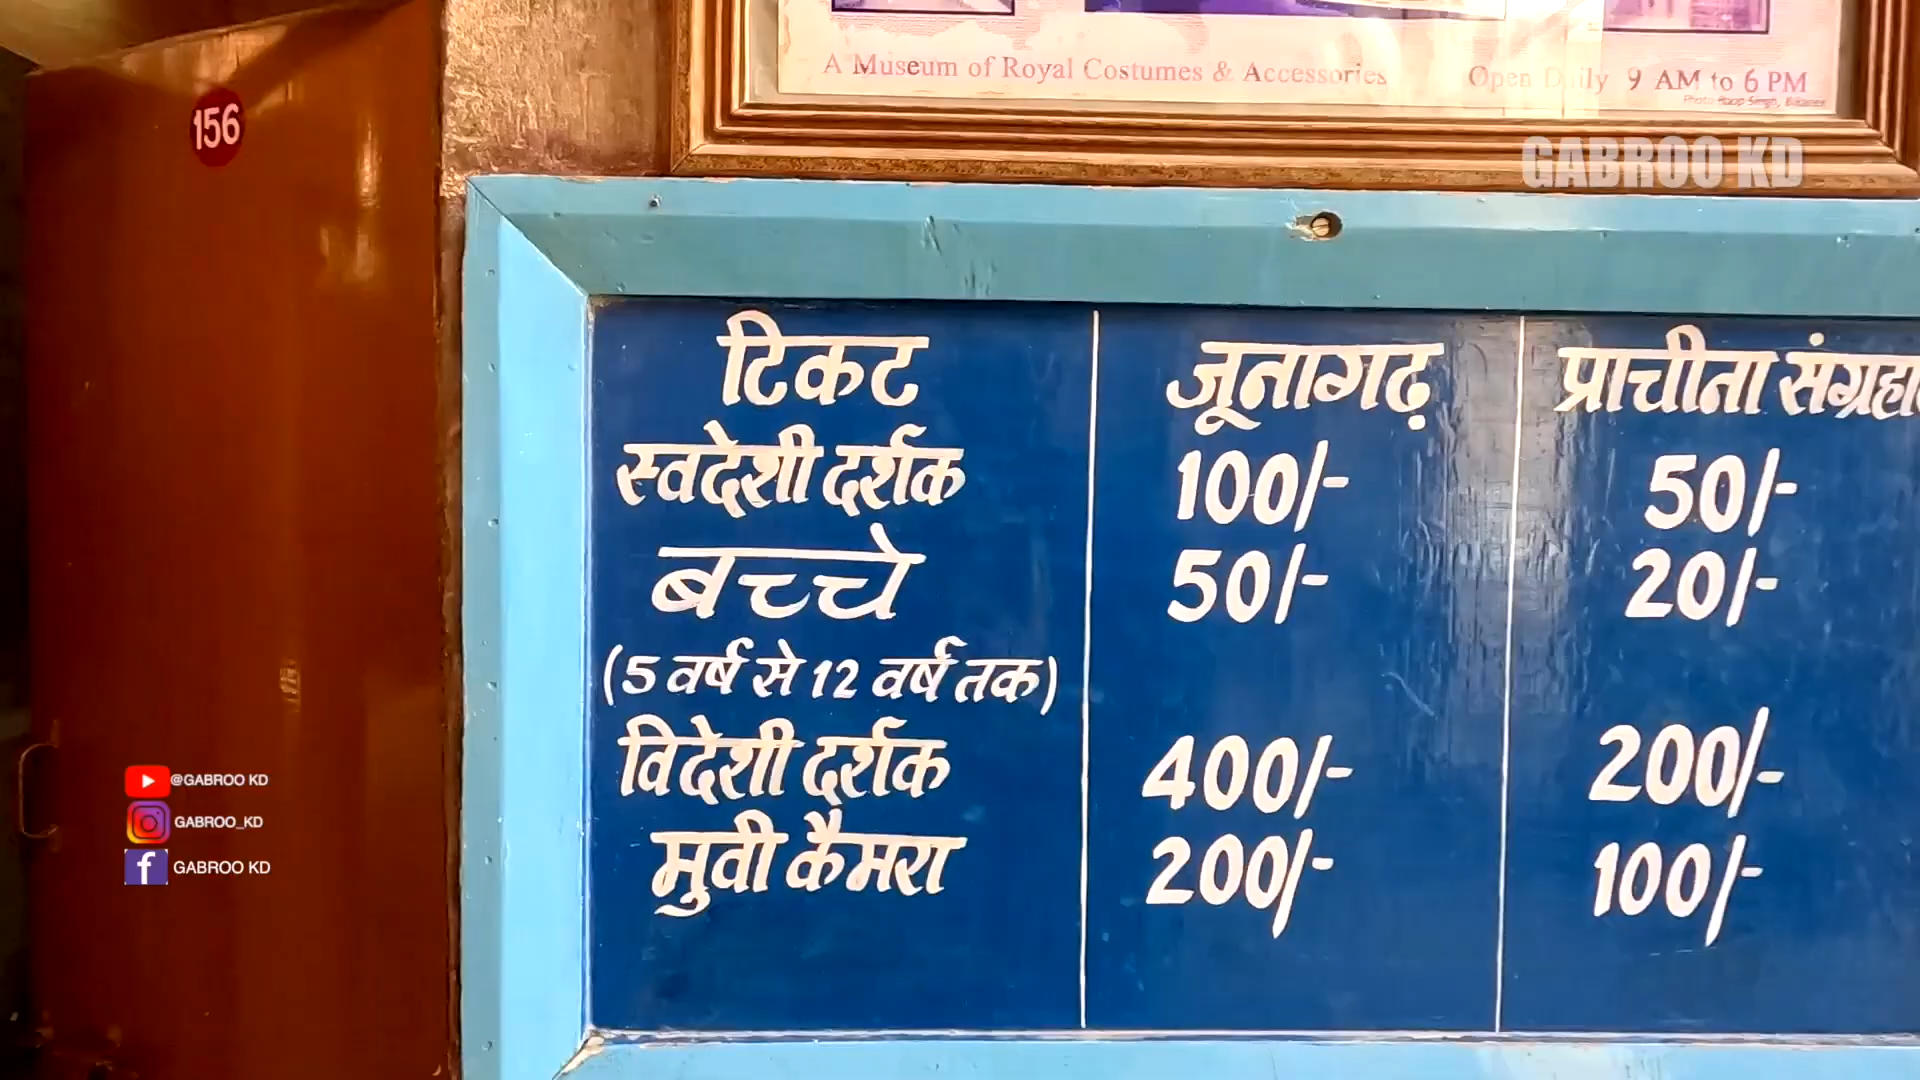 A Museum of Royal Costumes & Accessories Open Daily 9 AM to 6 PM
156
GABROO KD
टिकट जूनागढ़ प्राचीना
स्वदेशी दर्शक 100/- 50/-
बच्चे 50/- 20/-
(5 वर्ष से 12 वर्ष तक)
विदेशी दर्शक 400/- 200/-
मुवी कैमरा 200/- 100/-
@GABROO KD
GABROO_KD
GABROO KD